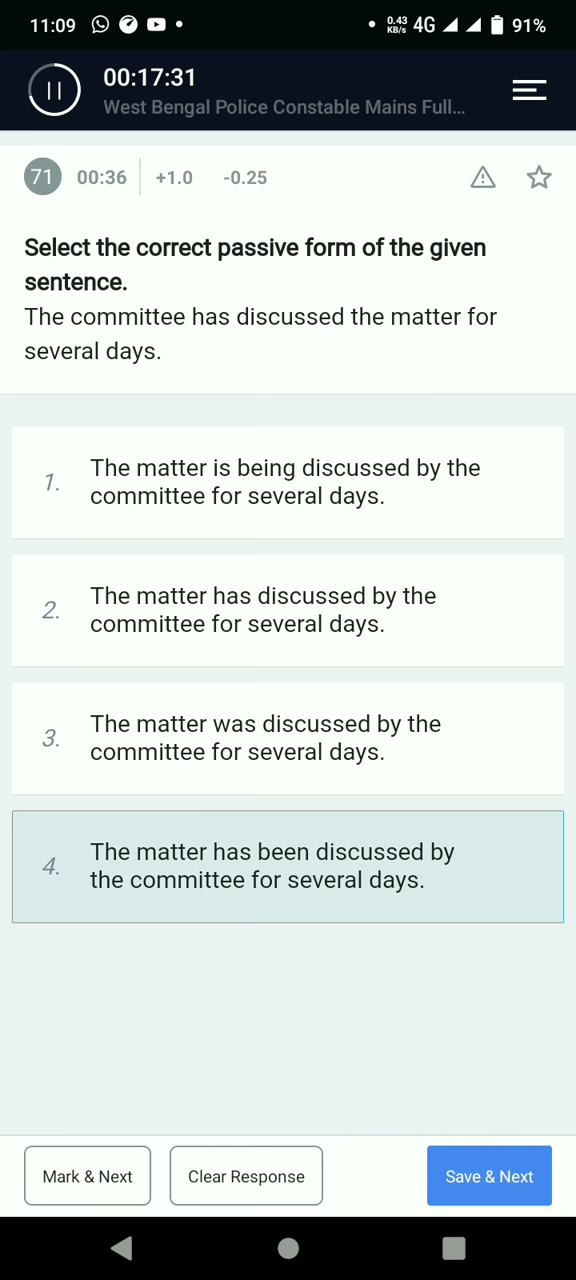 11:09
0.43 KB/s 4G 91%
00:17:31
West Bengal Police Constable Mains Full...
71 00:36 +1.0 -0.25
Select the correct passive form of the given
sentence.
The committee has discussed the matter for
several days.
1. The matter is being discussed by the
committee for several days.
2. The matter has discussed by the
committee for several days.
3. The matter was discussed by the
committee for several days.
4. The matter has been discussed by
the committee for several days.
Mark & Next Clear Response Save & Next